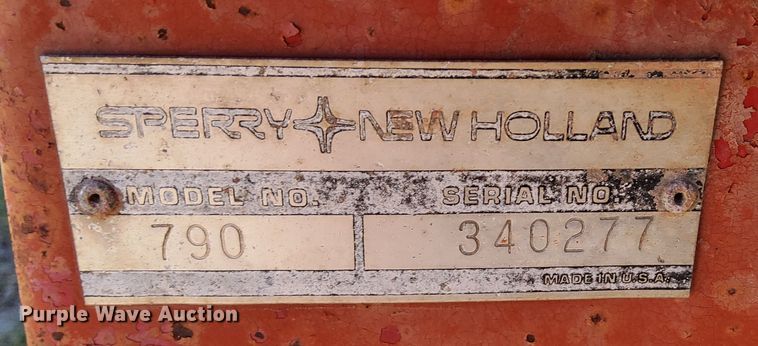 SPERRY NEW HOLLAND
MODEL NO. SERIAL NO.
790 340277
MADE IN U.S.A.
Purple Wave Auction